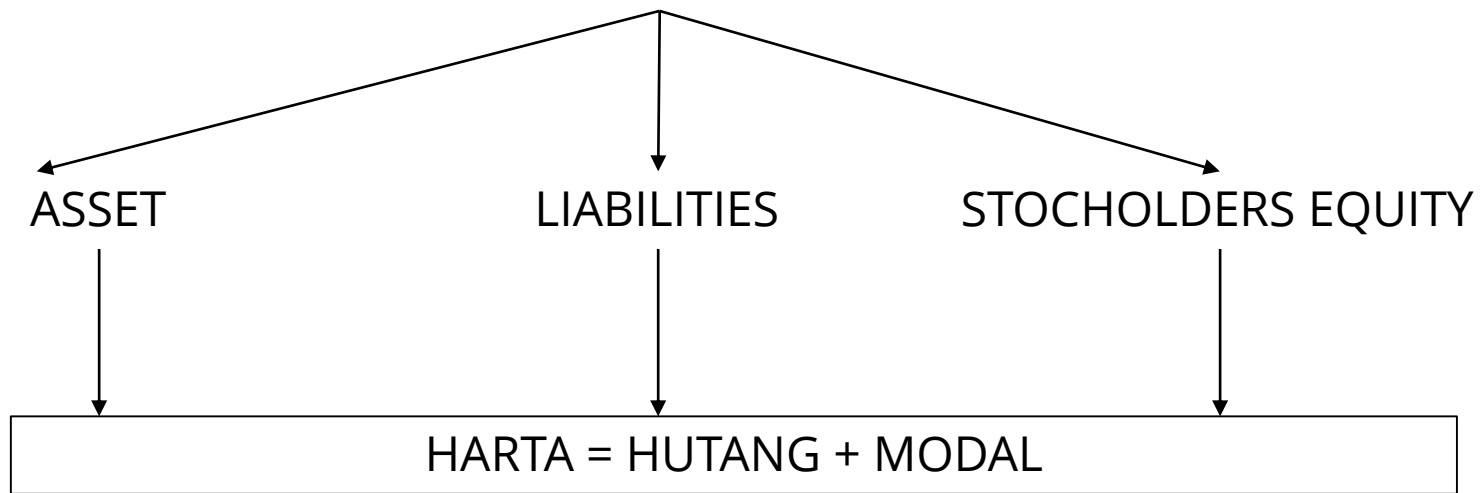 ASSET
LIABILITIES
STOCHOLDERS EQUITY
HARTA = HUTANG + MODAL